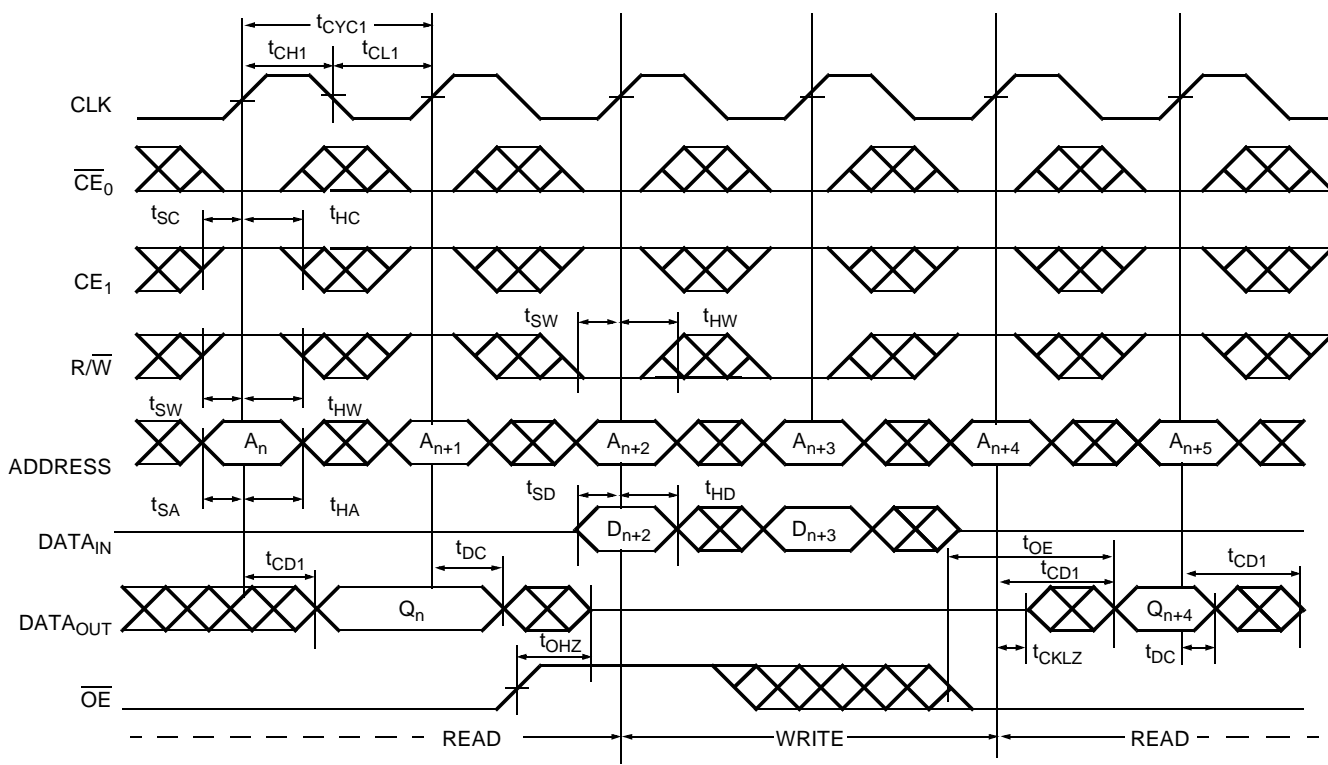 tCYC1
tCH1 tCL1
CLK
CE0
tSC tHC
CE1
tSW tHW
R/W
tSW tHW
ADDRESS An An+1 An+2 An+3 An+4 An+5
tSA tHA tSD tHD
DATAIN Dn+2 Dn+3
tOE
tCD1 tDC tCD1 tCD1
DATAOUT Qn Qn+4
tOHZ tCKLZ tDC
OE
READ WRITE READ